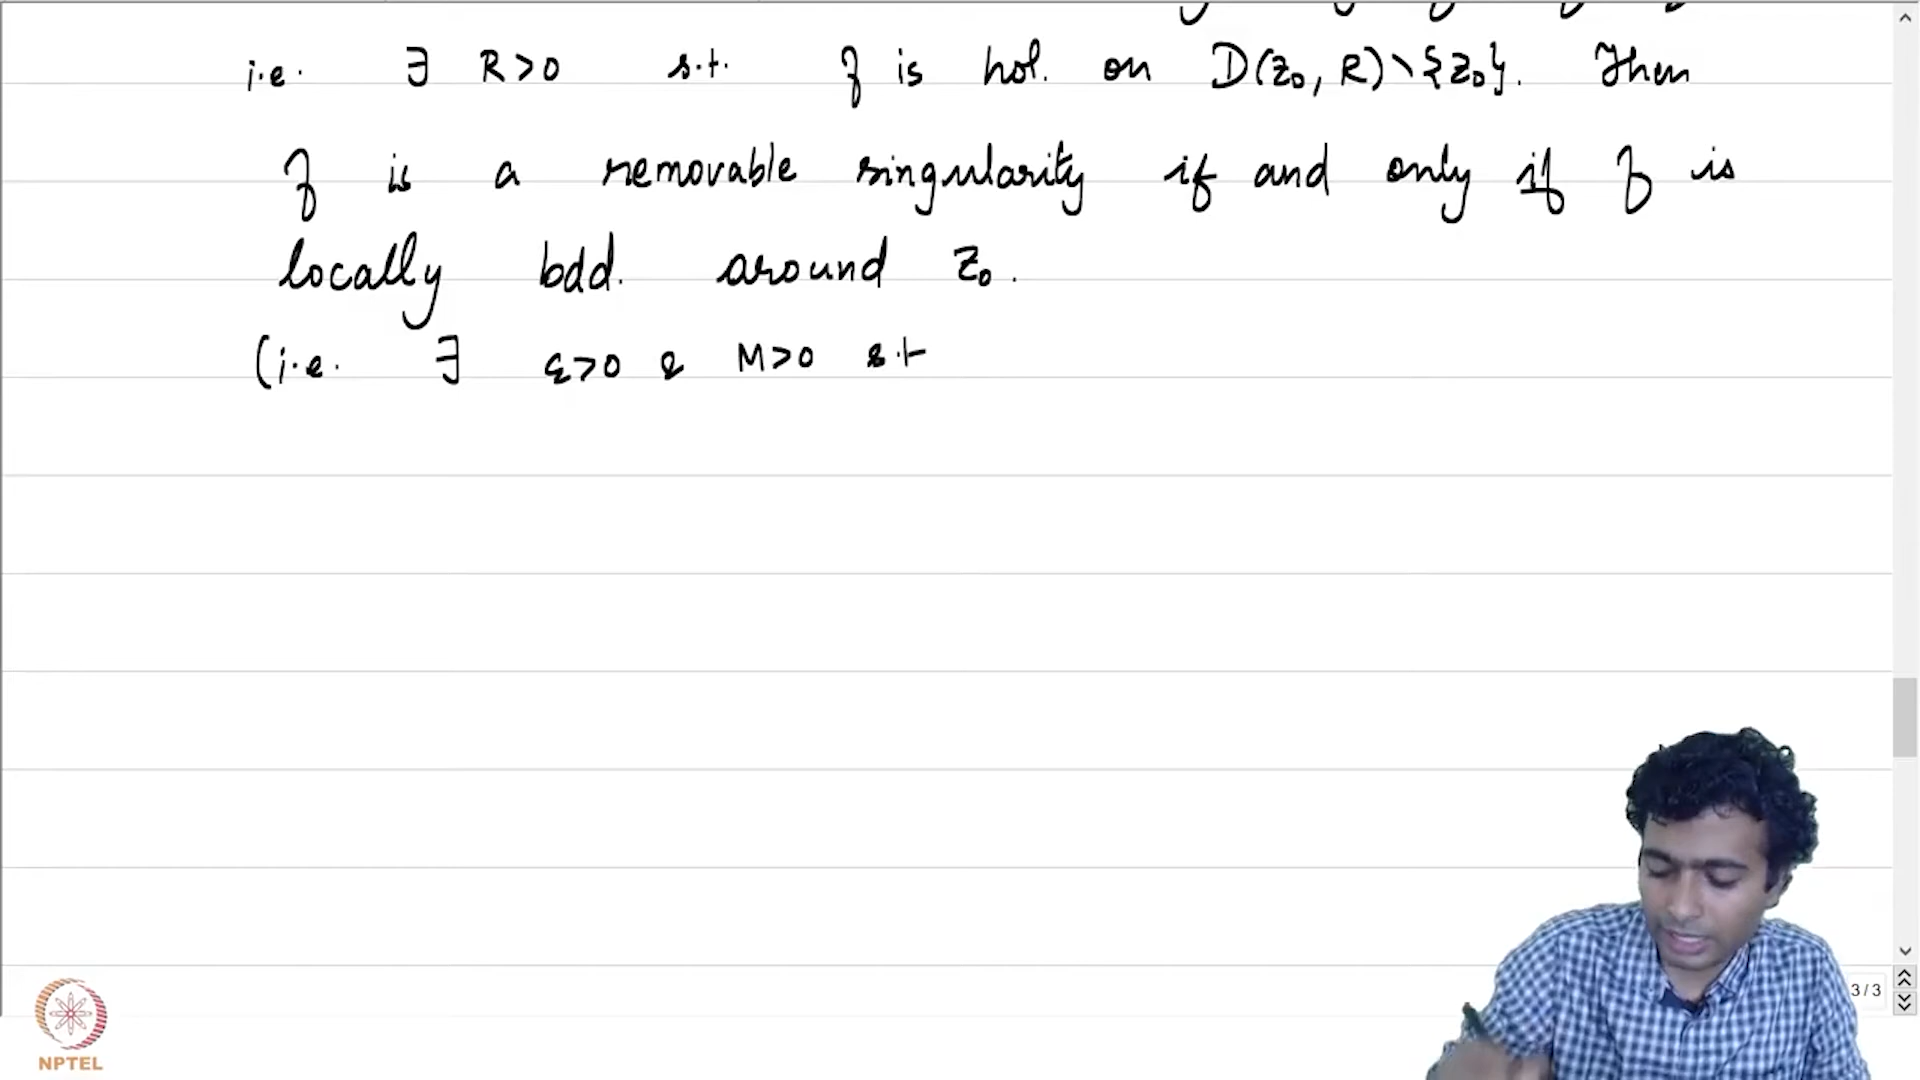 i.e. ∃ R>0 s.t. f is hol. on D(z₀, R)∖{z₀}. Then
f is a removable singularity if and only if f is
locally bdd. around z₀.
(i.e. ∃ ε>0 & M>0 s.t
3/3
NPTEL